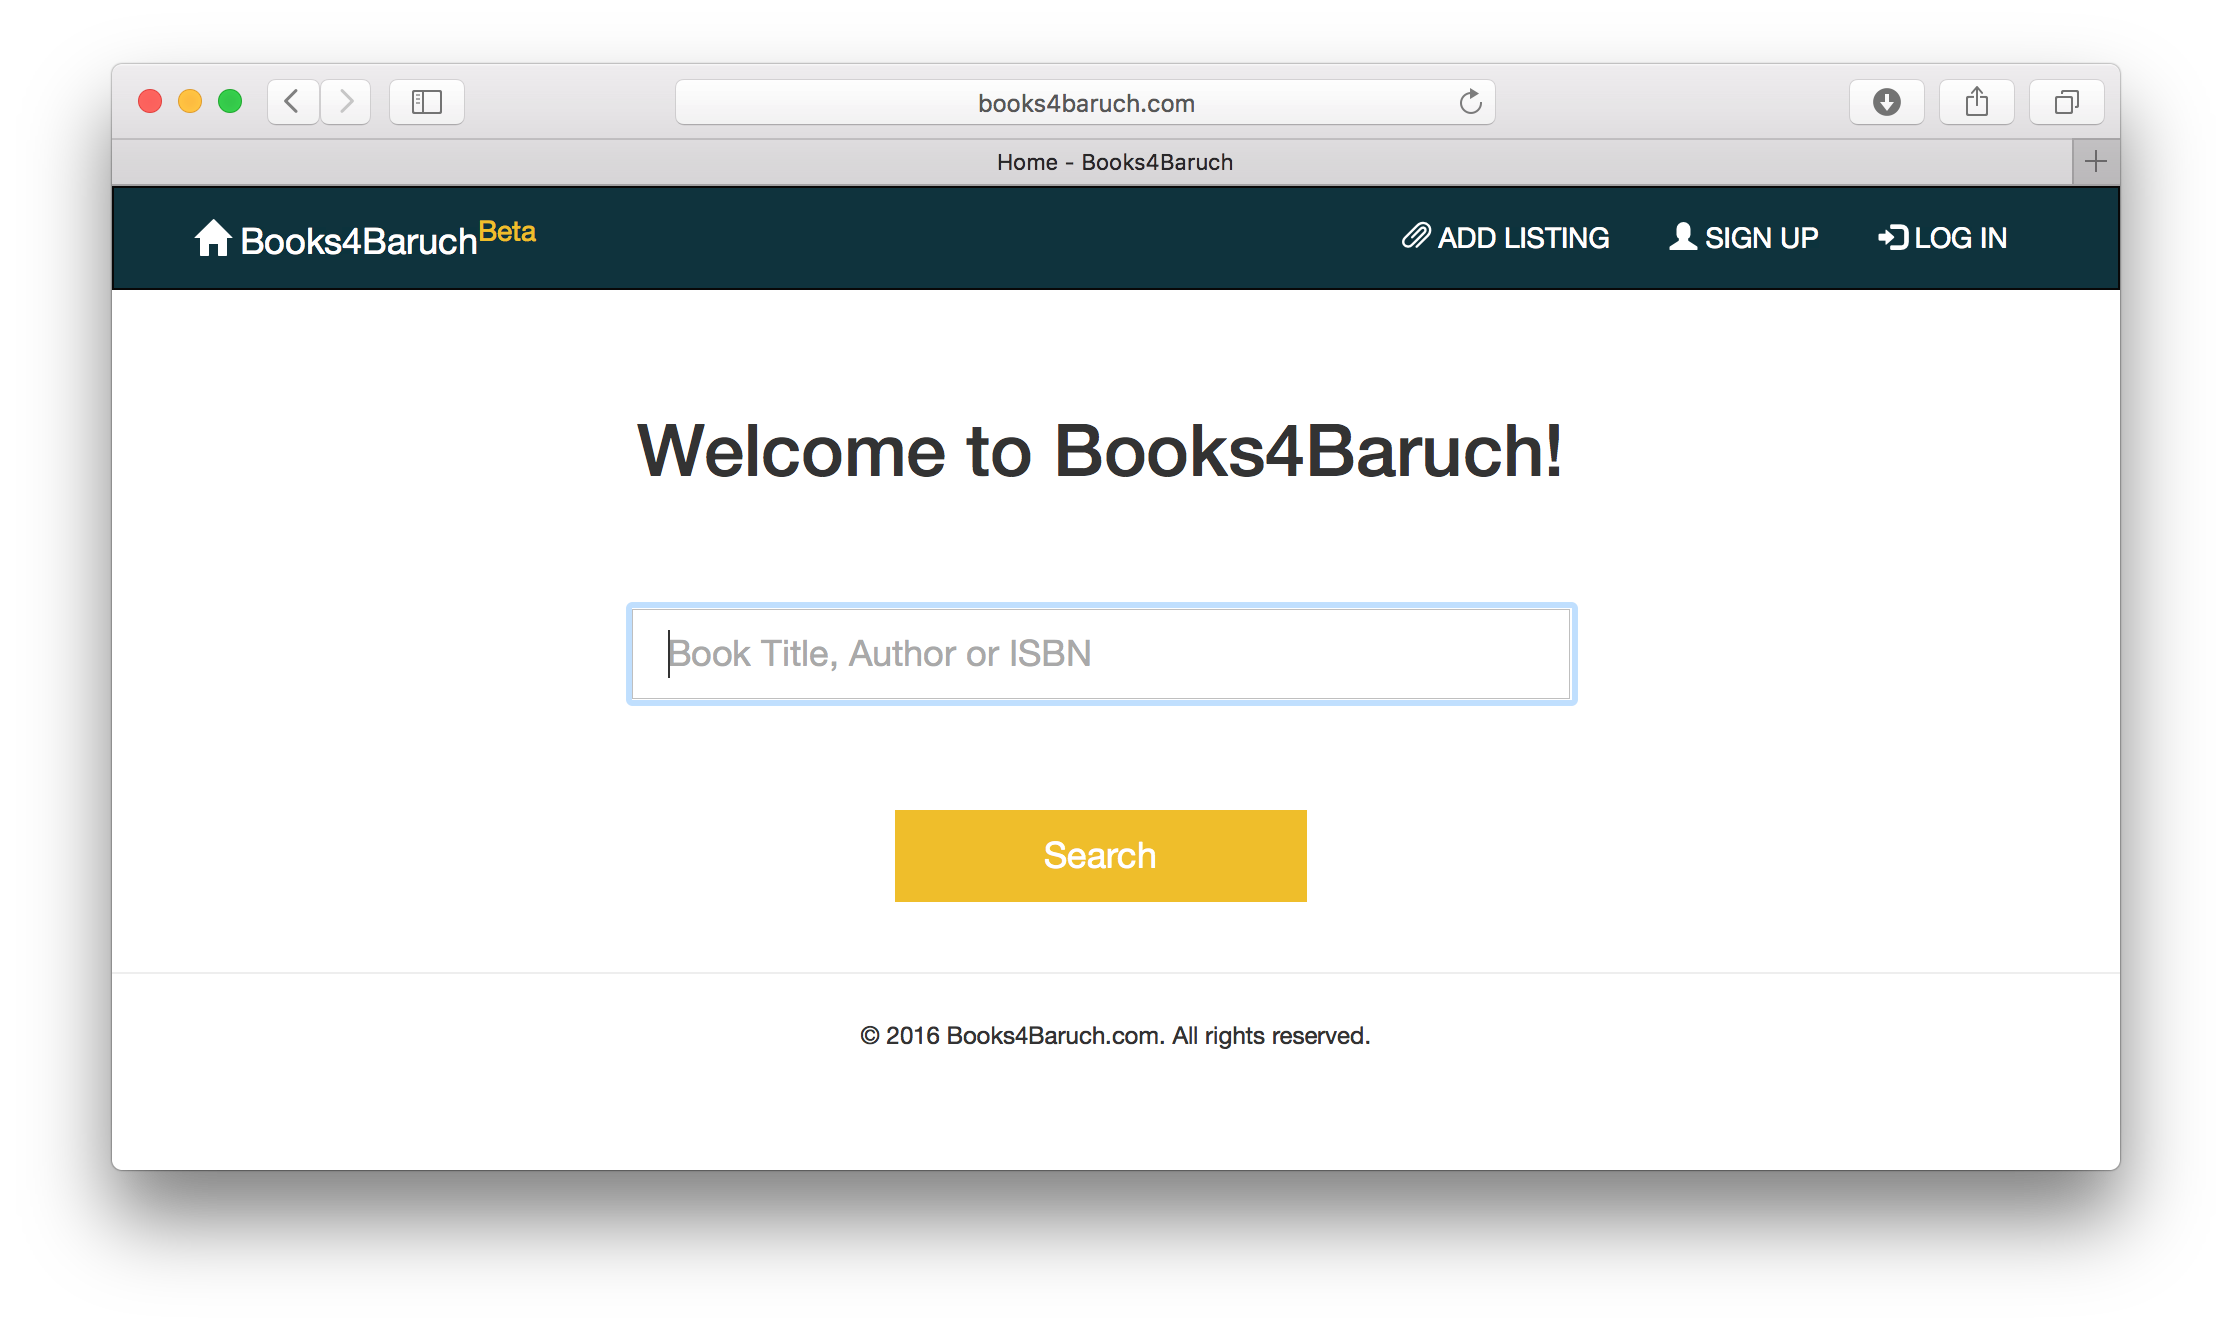 books4baruch.com
Home - Books4Baruch
Books4Baruch Beta
ADD LISTING
SIGN UP
LOG IN
Welcome to Books4Baruch!
Book Title, Author or ISBN
Search
© 2016 Books4Baruch.com. All rights reserved.